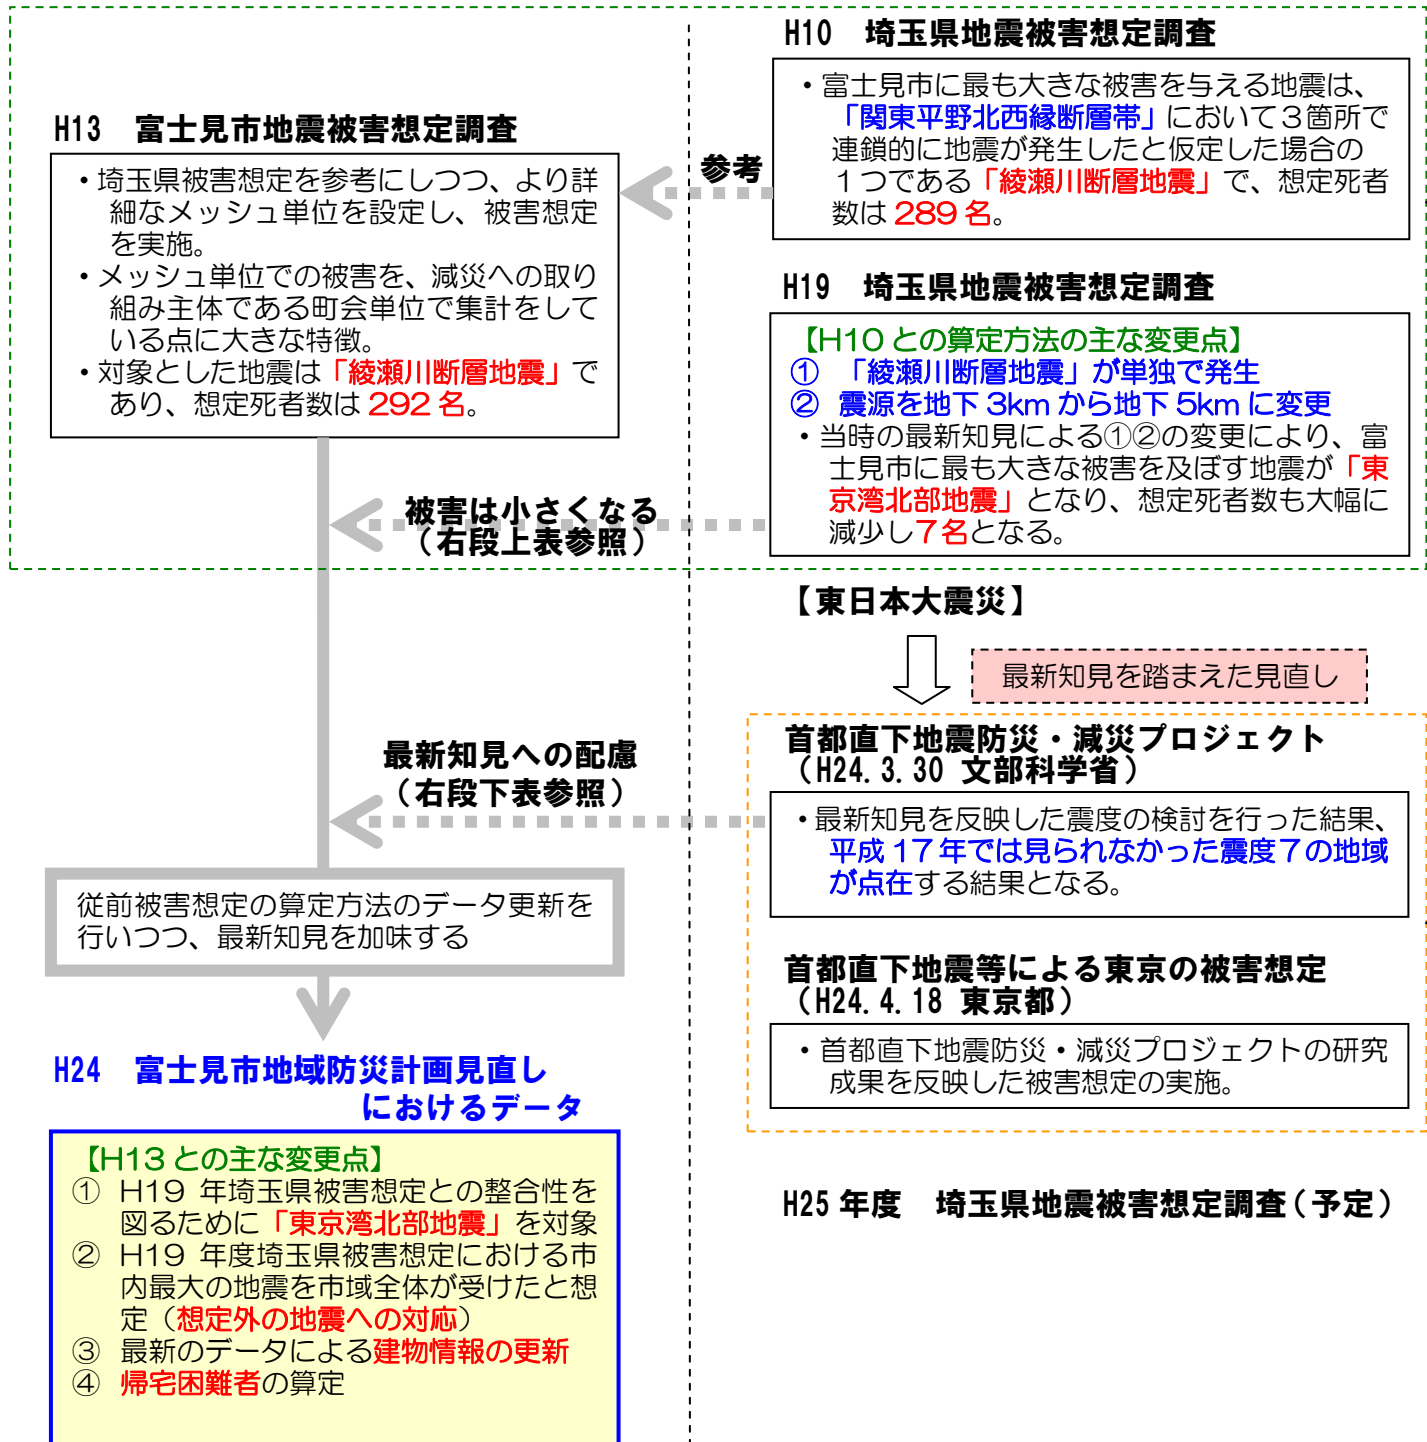 H10 埼玉県地震被害想定調査
・富士見市に最も大きな被害を与える地震は、
「関東平野北西縁断層帯」において３箇所で
連鎖的に地震が発生したと仮定した場合の
１つである「綾瀬川断層地震」で、想定死者
数は 289 名。
H13 富士見市地震被害想定調査
・埼玉県被害想定を参考にしつつ、より詳
細なメッシュ単位を設定し、被害想定
を実施。
・メッシュ単位での被害を、減災への取り
組み主体である町会単位で集計をして
いる点に大きな特徴。
・対象とした地震は「綾瀬川断層地震」で
あり、想定死者数は 292 名。
参考
H19 埼玉県地震被害想定調査
【H10 との算定方法の主な変更点】
① 「綾瀬川断層地震」が単独で発生
② 震源を地下 3km から地下 5km に変更
・当時の最新知見による①②の変更により、富
士見市に最も大きな被害を及ぼす地震が「東
京湾北部地震」となり、想定死者数も大幅に
減少し７名となる。
被害は小さくなる
（右段上表参照）
【東日本大震災】
最新知見を踏まえた見直し
首都直下地震防災・減災プロジェクト
（H24.3.30 文部科学省）
・最新知見を反映した震度の検討を行った結果、
平成 17 年では見られなかった震度７の地域
が点在する結果となる。
最新知見への配慮
（右段下表参照）
従前被害想定の算定方法のデータ更新を
行いつつ、最新知見を加味する
首都直下地震等による東京の被害想定
（H24.4.18 東京都）
・首都直下地震防災・減災プロジェクトの研究
成果を反映した被害想定の実施。
H24 富士見市地域防災計画見直し
におけるデータ
【H13 との主な変更点】
① H19 年埼玉県被害想定との整合性を
図るために「東京湾北部地震」を対象
② H19 年度埼玉県被害想定における市
内最大の地震を市域全体が受けたと想
定（想定外の地震への対応）
③ 最新のデータによる建物情報の更新
④ 帰宅困難者の算定
H25 年度 埼玉県地震被害想定調査（予定）